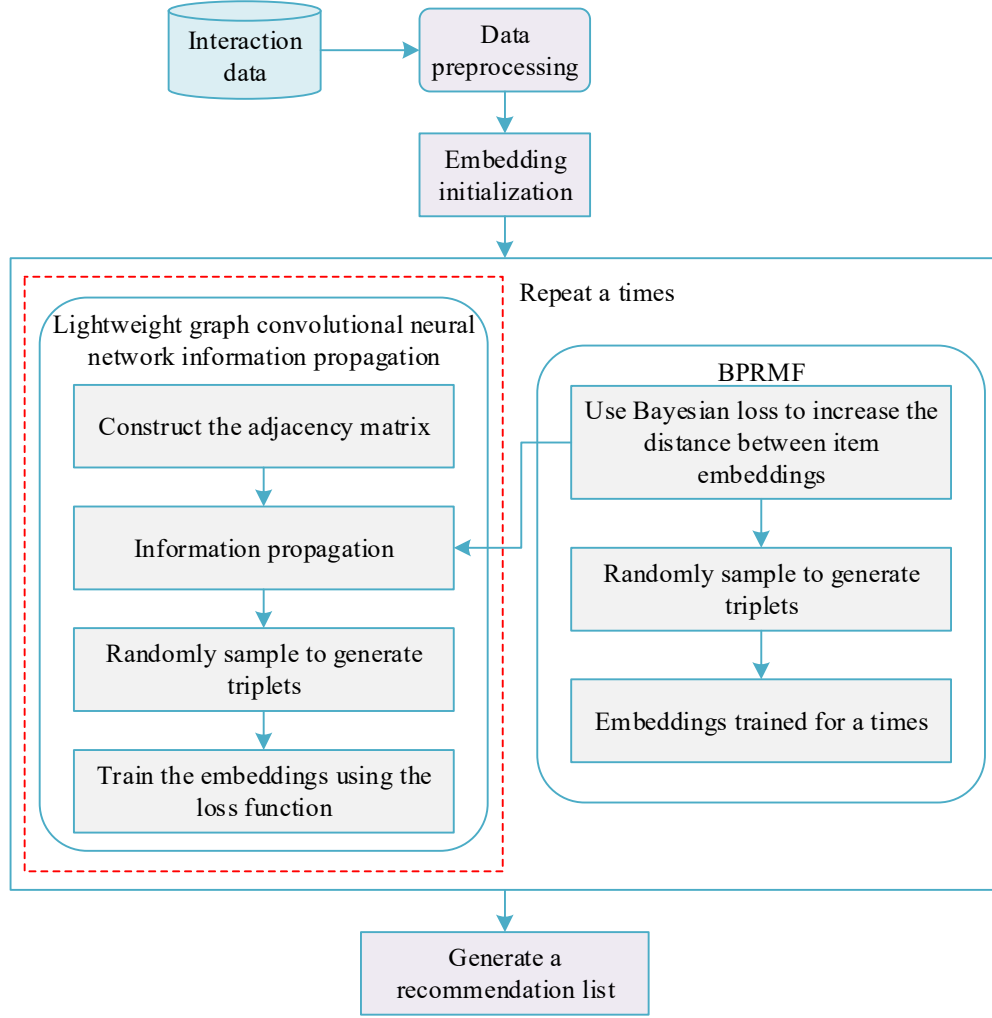 Interaction
data
Data
preprocessing
Embedding
initialization
Repeat a times
Lightweight graph convolutional neural
network information propagation
Construct the adjacency matrix
Information propagation
Randomly sample to generate
triplets
Train the embeddings using the
loss function
BPRMF
Use Bayesian loss to increase the
distance between item
embeddings
Randomly sample to generate
triplets
Embeddings trained for a times
Generate a
recommendation list